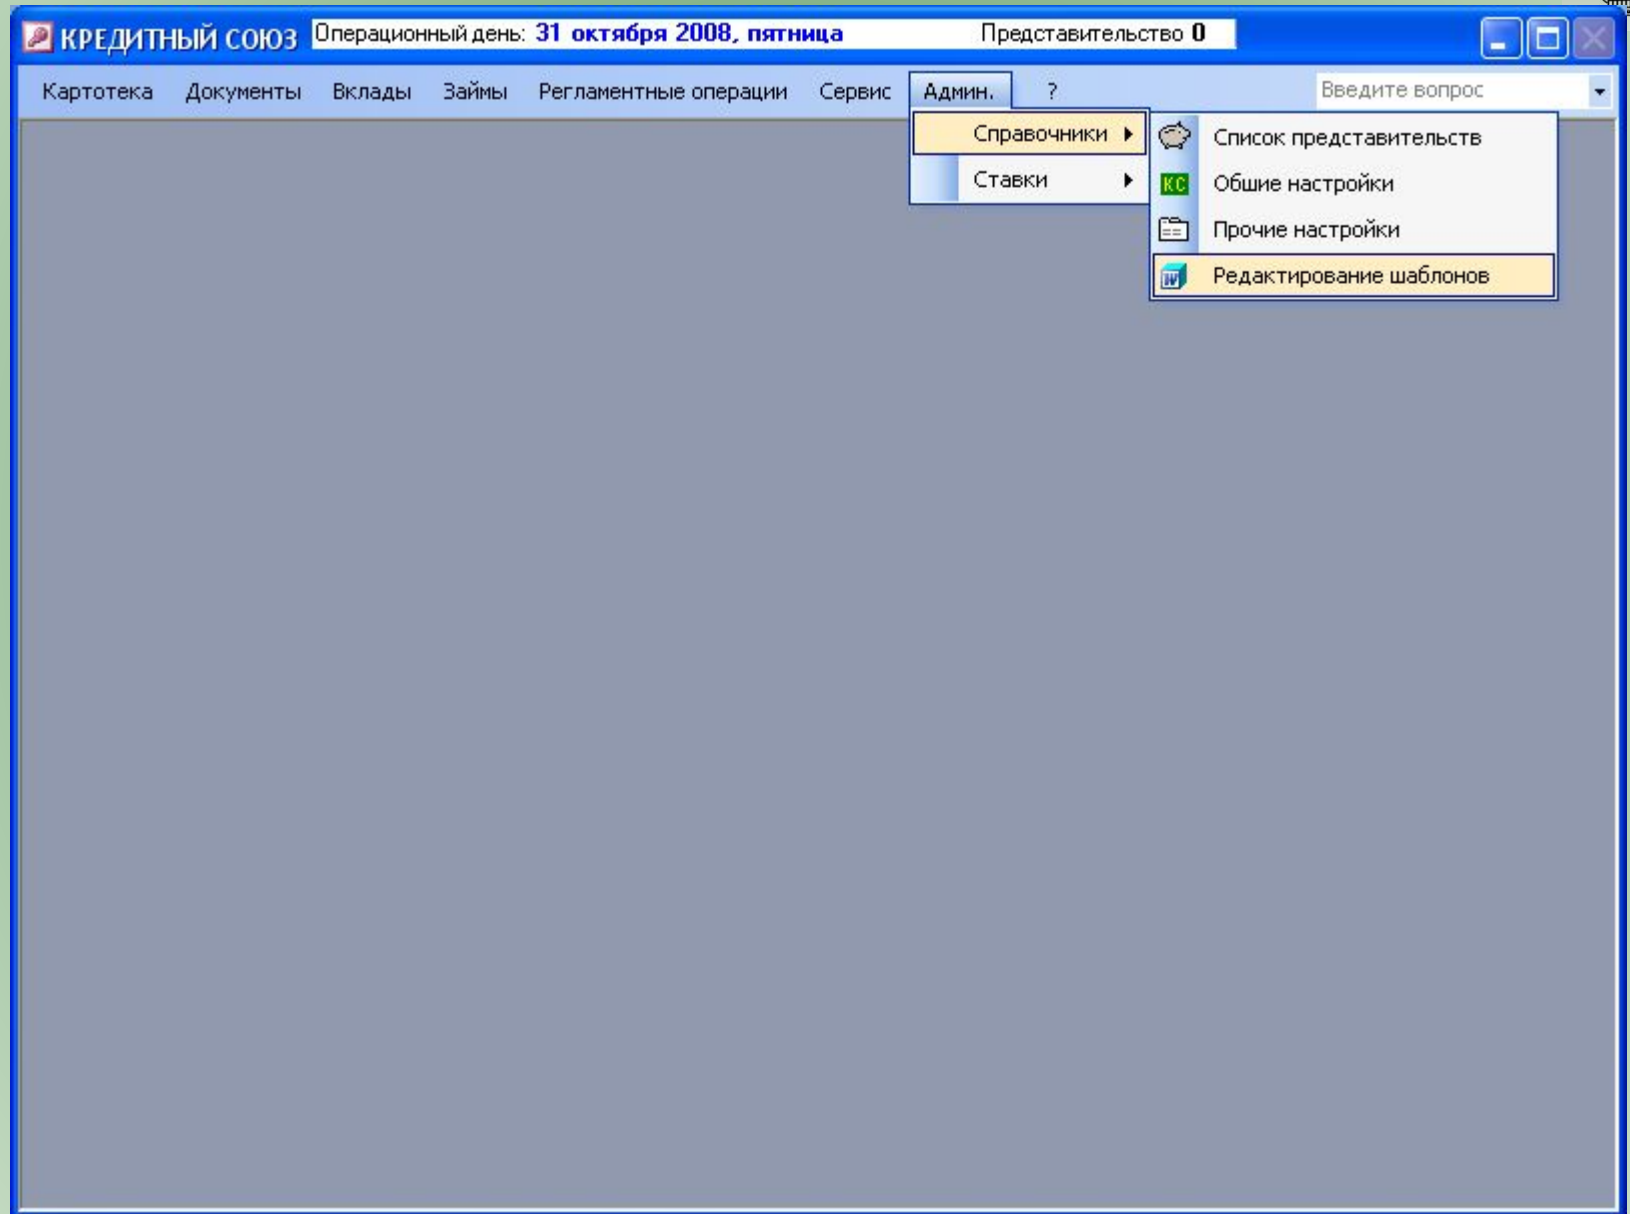 КРЕДИТНЫЙ СОЮЗ Операционный день: 31 октября 2008, пятница Представительство 0
Картотека Документы Вклады Займы Регламентные операции Сервис Админ. ? Введите вопрос
Справочники
Ставки
Список представительств
КС Обшие настройки
Прочие настройки
W Редактирование шаблонов